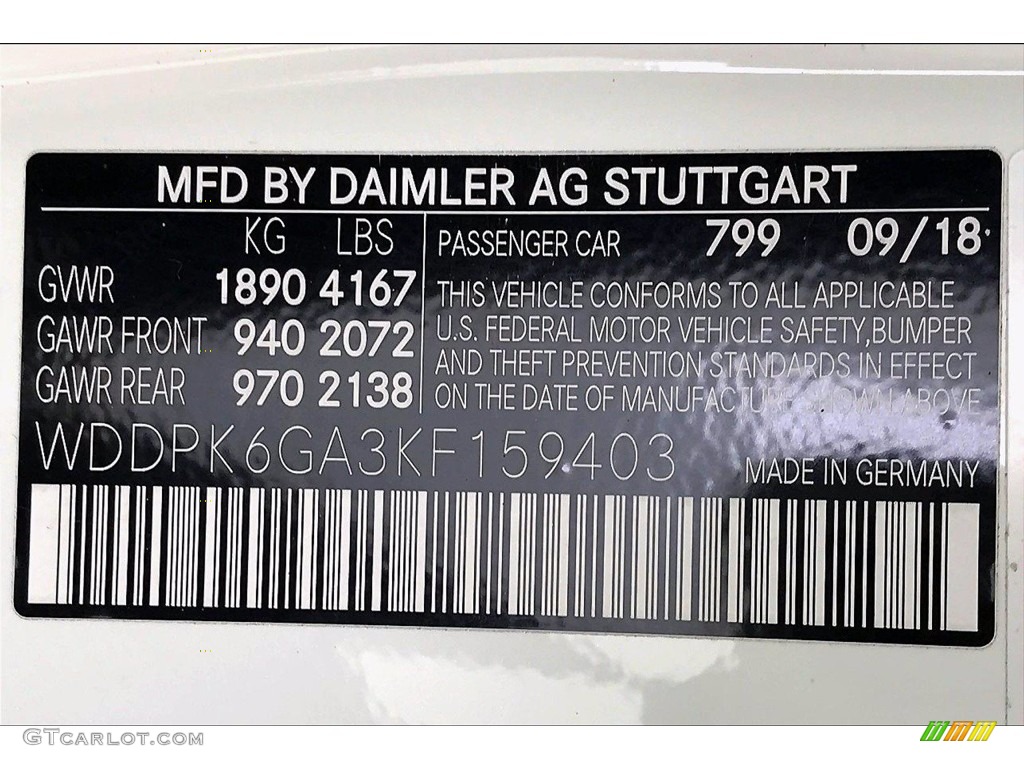 MFD BY DAIMLER AG STUTTGART
KG LBS
GVWR 1890 4167
GAWR FRONT 940 2072
GAWR REAR 970 2138
PASSENGER CAR 799 09/18
THIS VEHICLE CONFORMS TO ALL APPLICABLE
U.S. FEDERAL MOTOR VEHICLE SAFETY,BUMPER
AND THEFT PREVENTION STANDARDS IN EFFECT
ON THE DATE OF MANUFACTURE SHOWN ABOVE
WDDPK6GA3KF159403
MADE IN GERMANY
GTCARLOT.COM